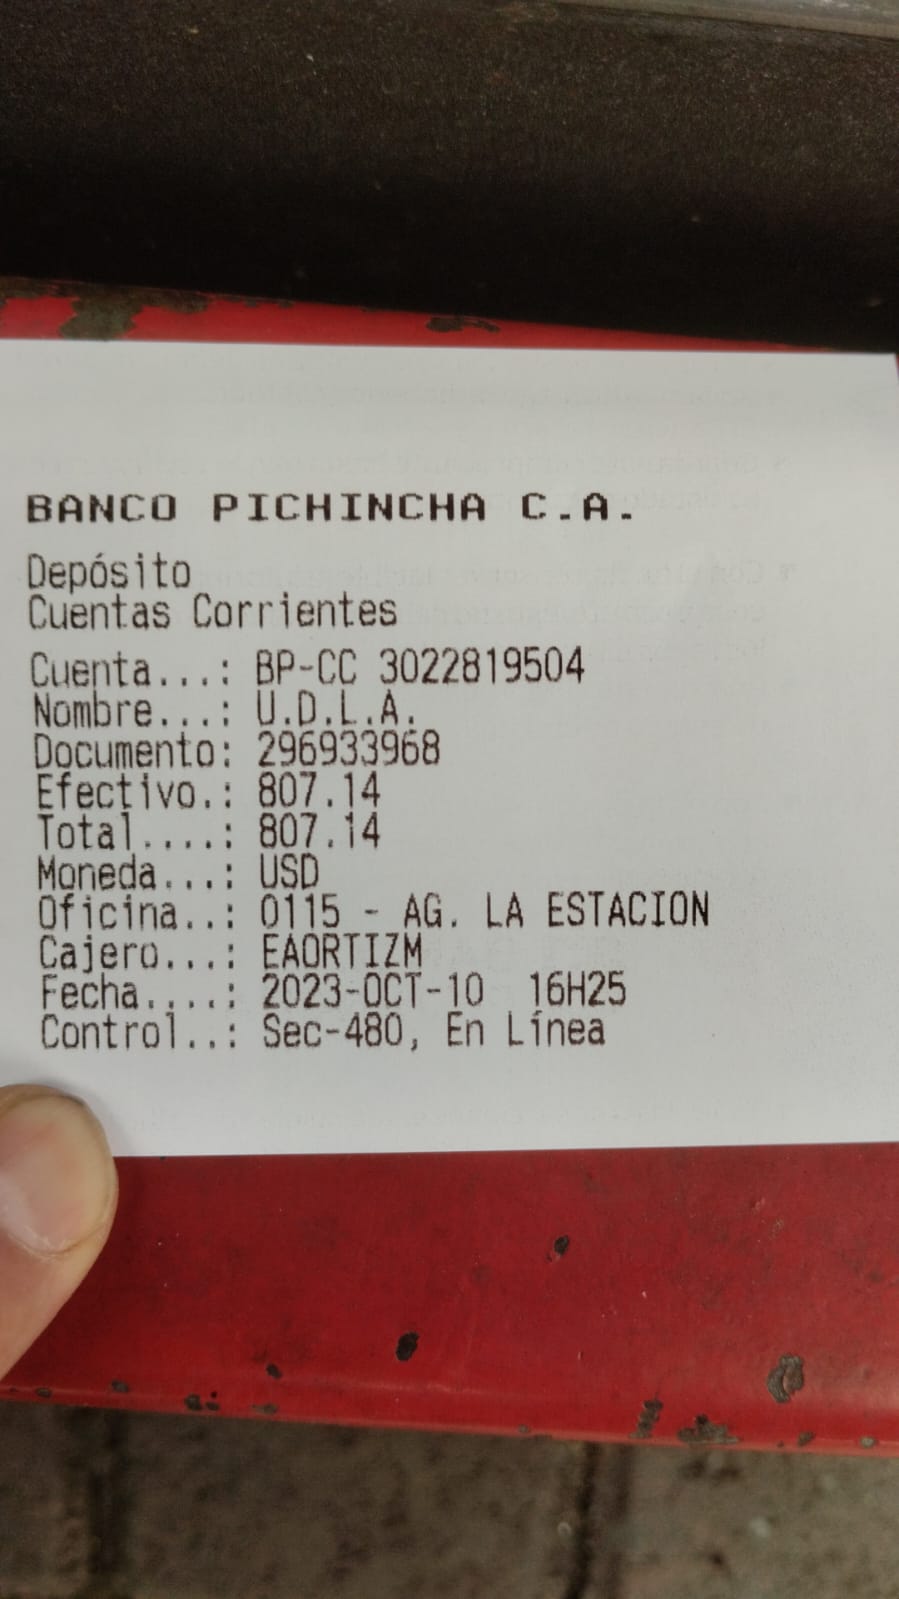 BANCO PICHINCHA C.A.
Depósito
Cuentas Corrientes
Cuenta...: BP-CC 3022819504
Nombre...: U.D.L.A.
Documento: 296933968
Efectivo.: 807.14
Total....: 807.14
Moneda...: USD
Oficina..: 0115 - AG. LA ESTACION
Cajero...: EAORTIZM
Fecha....: 2023-OCT-10  16H25
Control..: Sec-480, En Línea